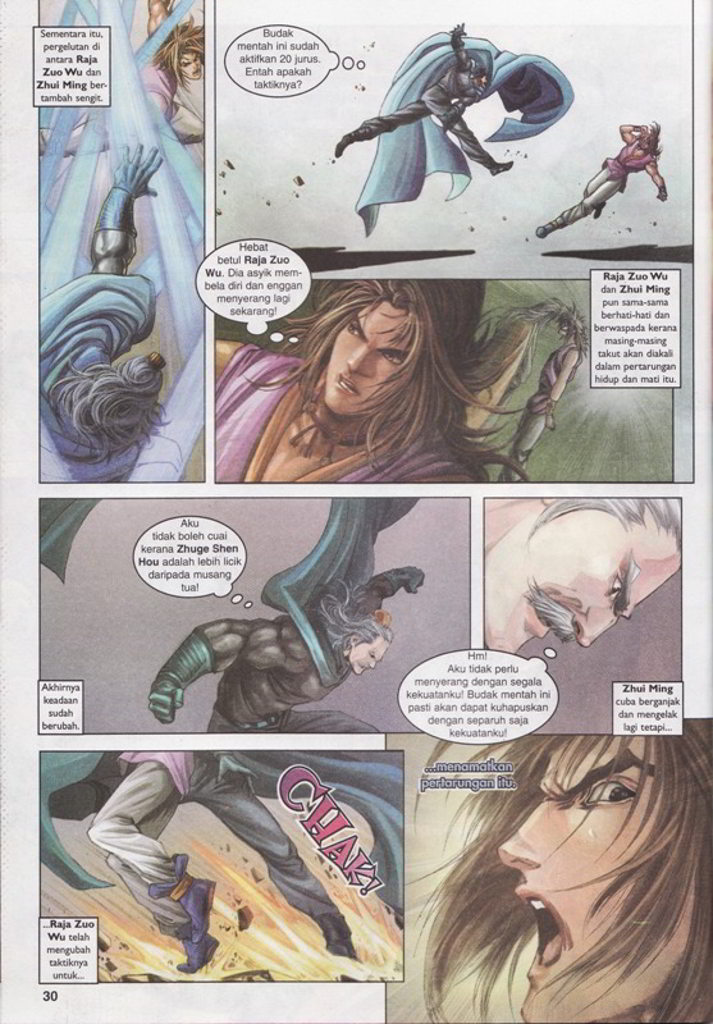 Sementara itu,
pergelutan di
antara Raja
Zuo Wu dan
Zhui Ming ber-
tambah sengit.
Budak
mentah ini sudah
aktifkan 20 jurus.
Entah apakah
taktiknya?
Hebat
betul Raja Zuo
Wu. Dia asyik mem-
bela diri dan enggan
menyerang lagi
sekarang!
Raja Zuo Wu
dan Zhui Ming
pun sama-sama
berhati-hati dan
berwaspada kerana
masing-masing
takut akan diakali
dalam pertarungan
hidup dan mati itu.
Aku
tidak boleh cuai
kerana Zhuge Shen
Hou adalah lebih licik
daripada musang
tua!
Akhirnya
keadaan
sudah
berubah.
Hm!
Aku tidak perlu
menyerang dengan segala
kekuatanku! Budak mentah ini
pasti akan dapat kuhapuskan
dengan separuh saja
kekuatanku!
Zhui Ming
cuba berganjak
dan mengelak
lagi tetapi...
CHAK!
...Raja Zuo
Wu telah
mengubah
taktiknya
untuk...
...menamatkan
pertarungan itu.
30